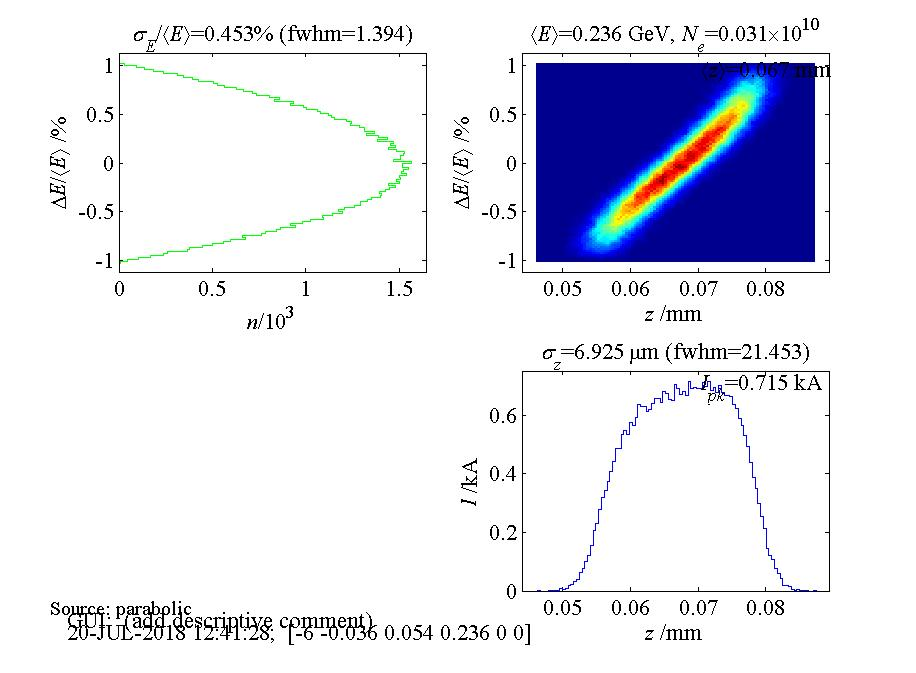 σE/⟨E⟩=0.453% (fwhm=1.394)
1
0.5
0
-0.5
-1
ΔE/⟨E⟩ /%
0 0.5 1 1.5
n/10³
⟨E⟩=0.236 GeV, Ne=0.031×10¹⁰
⟨z⟩=0.067 mm
1
0.5
0
-0.5
-1
ΔE/⟨E⟩ /%
0.05 0.06 0.07 0.08
z /mm
σz=6.925 μm (fwhm=21.453)
Ipk=0.715 kA
0.6
0.4
0.2
0
I /kA
0.05 0.06 0.07 0.08
z /mm
Source: parabolic
GUI: (add descriptive comment)
20-JUL-2018 12:41:28, [-6 -0.036 0.054 0.236 0 0]